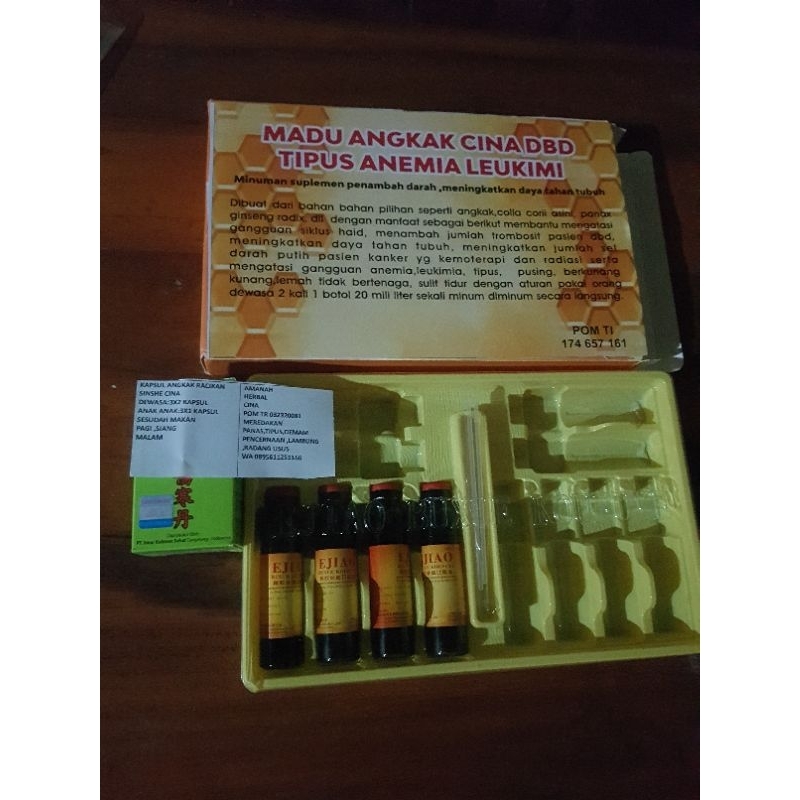 MADU ANGKAK CINA DBD
TIPUS ANEMIA LEUKIMI
Minuman suplemen penambah darah ,meningkatkan daya tahan tubuh
Dibuat dari bahan bahan pilihan seperti angkak,colla corii asini, panax
ginseng radix, dll dengan manfaat sebagai berikut membantu mengatasi
gangguan siklus haid, menambah jumlah trombosit pasien dbd,
meningkatkan daya tahan tubuh, meningkatkan jumlah sel
darah putih pasien kanker yg kemoterapi dan radiasi serta
mengatasi gangguan anemia,leukimia, tipus, pusing, berkunang
kunang,lemah tidak bertenaga, sulit tidur dengan aturan pakai orang
dewasa 2 kali 1 botol 20 mili liter sekali minum diminum secara langsung.
POM TI
174 657 161
KAPSUL ANGKAK RACIKAN
SINSHE CINA
DEWASA:3X2 KAPSUL
ANAK ANAK:3X1 KAPSUL
SESUDAH MAKAN
PAGI ,SIANG
MALAM
AMANAH
HERBAL
CINA
POM TR
MEREDAKAN
PANAS,TIPUS,DEMAM
PENCERNAAN ,LAMBUNG
,RADANG USUS
WA
寒丹
EJIAO
EJIAO
EJIAO